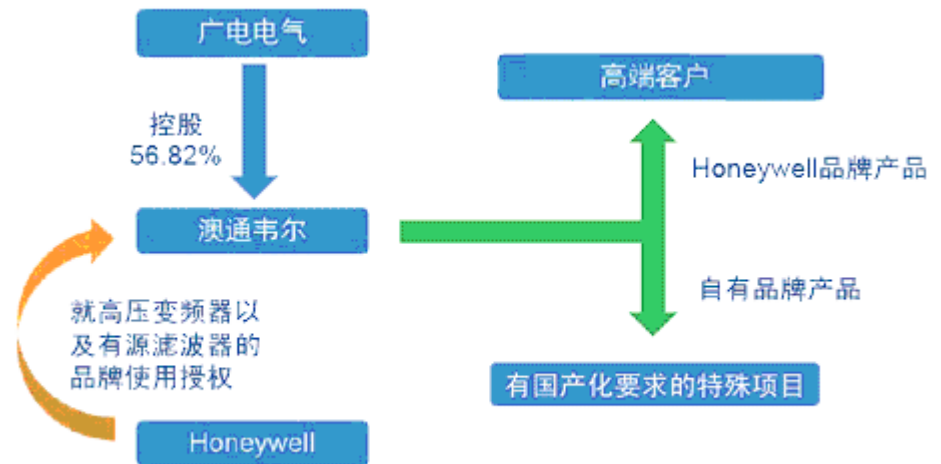 广电电气
高端客户
控股
56.82%
Honeywell品牌产品
澳通韦尔
自有品牌产品
就高压变频器以
及有源滤波器的
品牌使用授权
有国产化要求的特殊项目
Honeywell